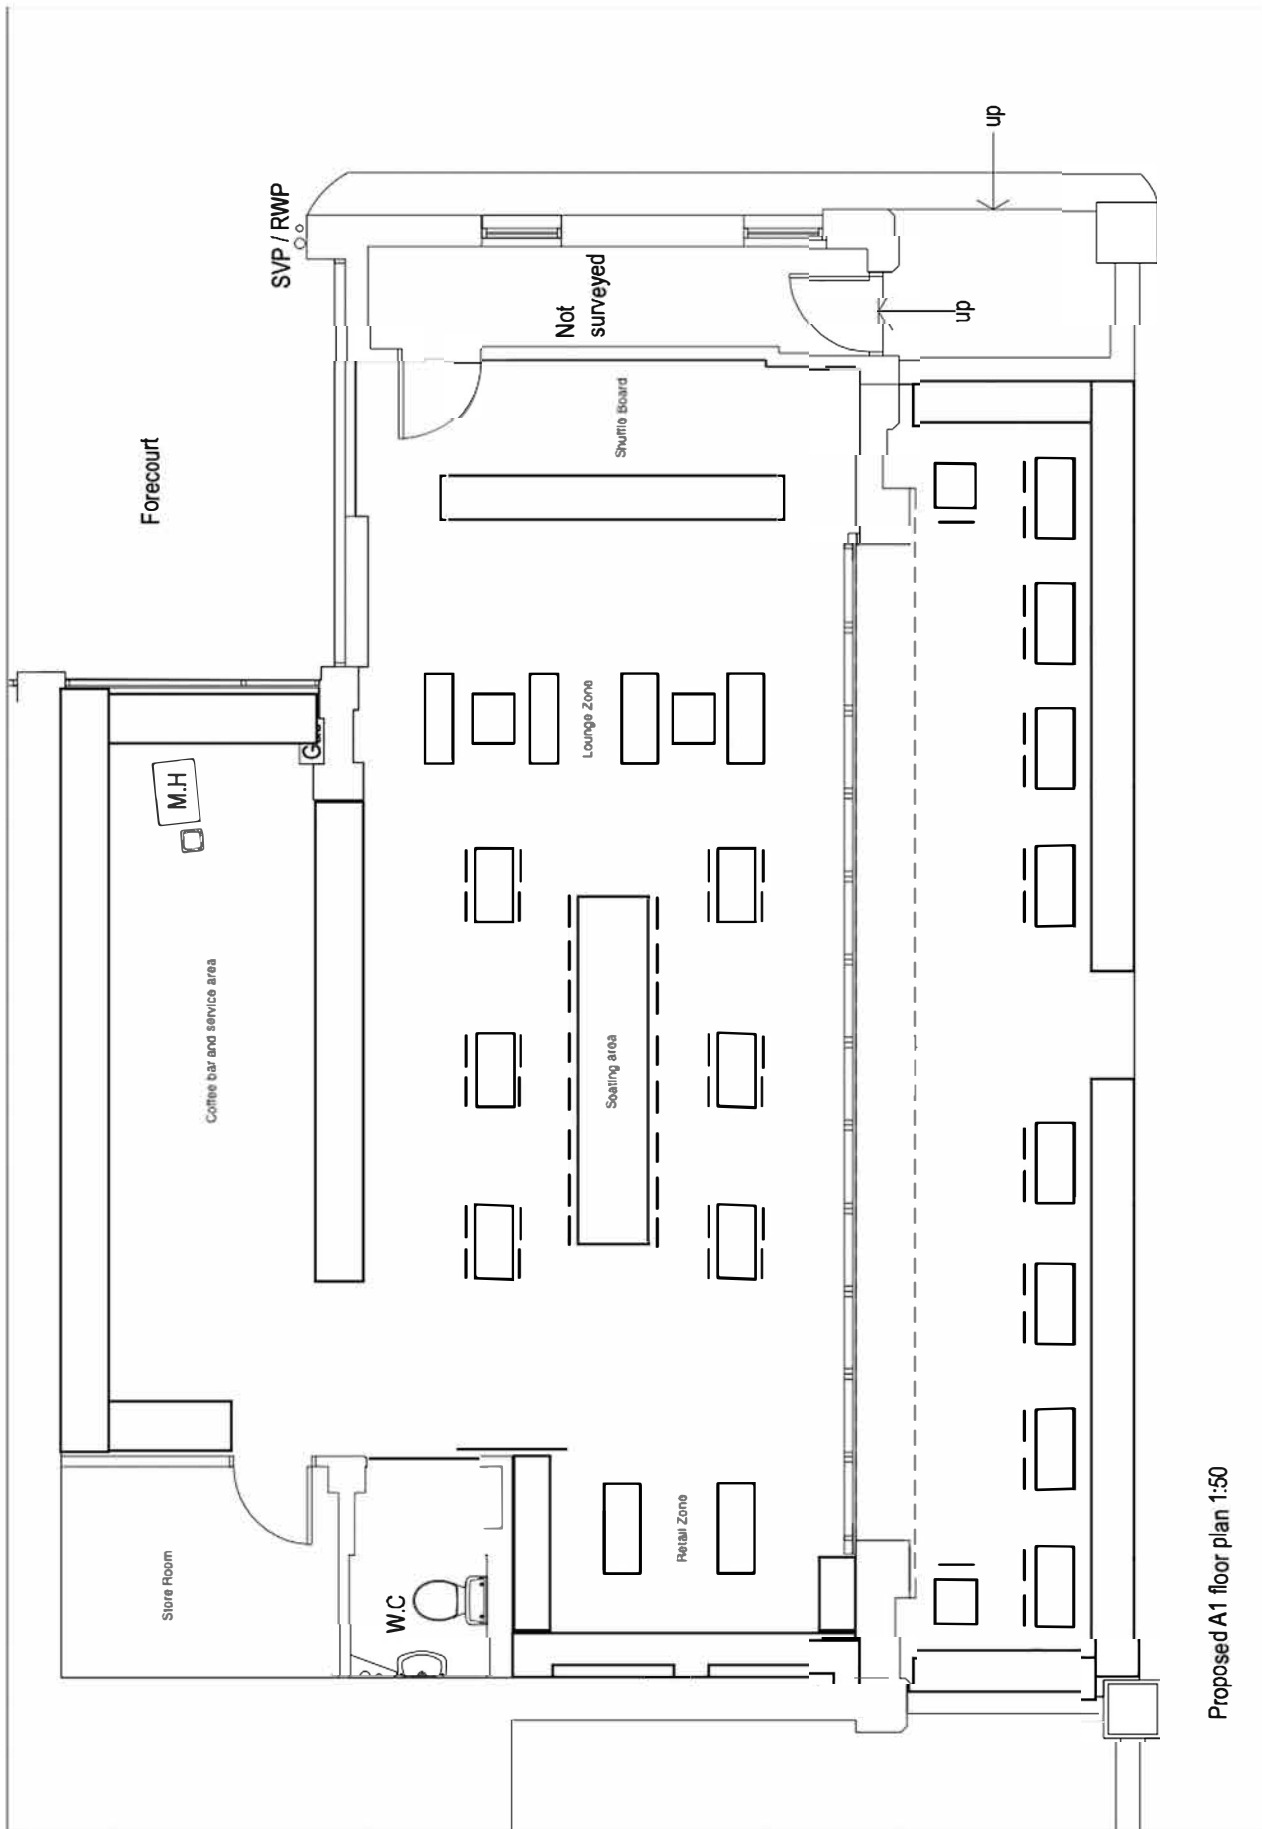 Forecourt
Store Room
M.H
Coffee bar and service area
SVP / RWP
W.C
Not
surveyed
Lounge Zone
Seating area
Shuffle Board
Retail Zone
up
up
Proposed A1 floor plan 1:50